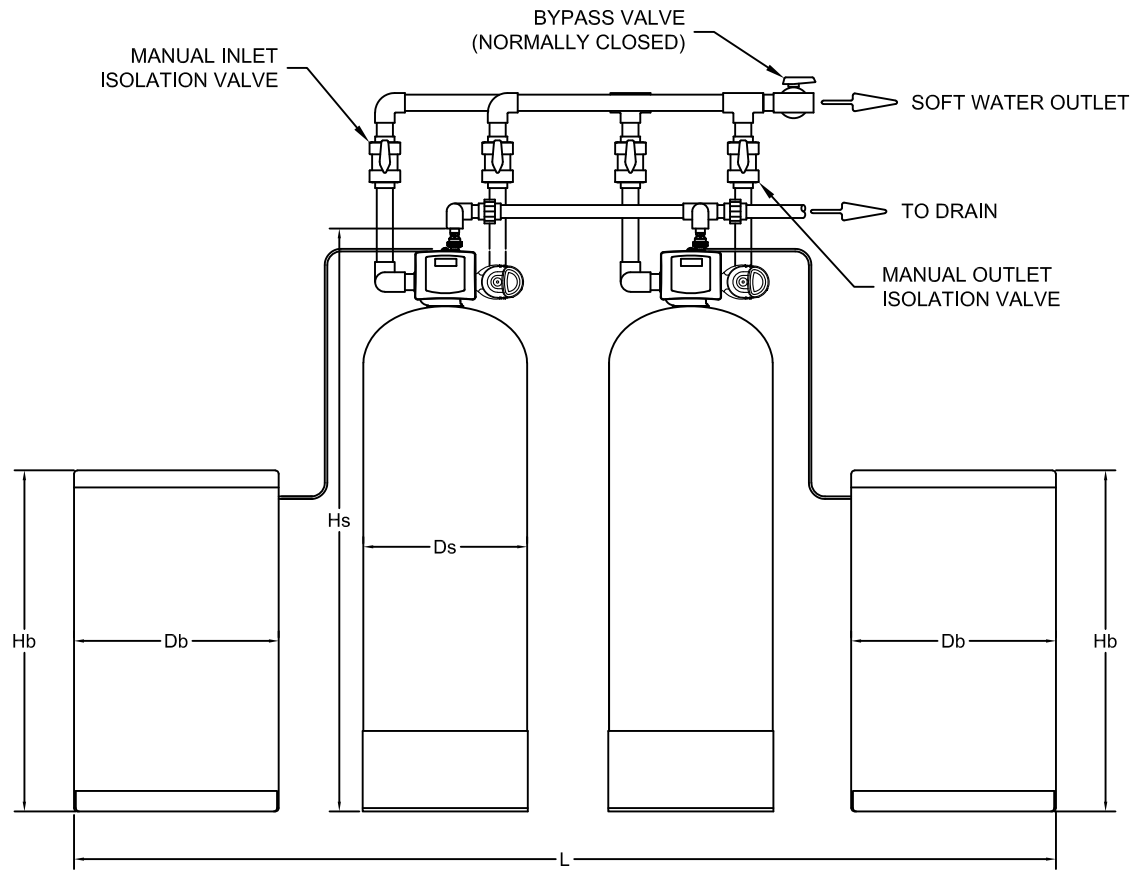 BYPASS VALVE
(NORMALLY CLOSED)
MANUAL INLET
ISOLATION VALVE
SOFT WATER OUTLET
TO DRAIN
MANUAL OUTLET
ISOLATION VALVE
Hs
Ds
Hb
Db
Db
Hb
L